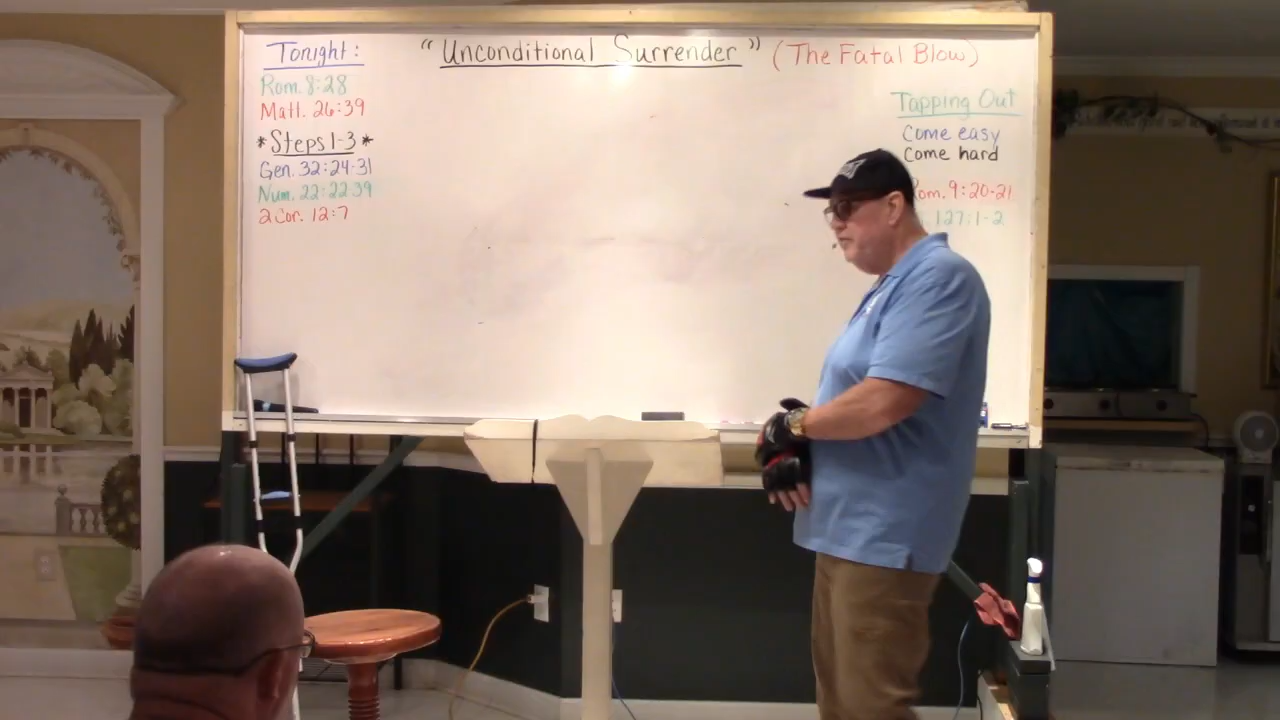 Tonight:
"Unconditional Surrender" (The Fatal Blow)
Rom. 8:28
Matt. 26:39
*Steps 1-3*
Gen. 32:24-31
Num. 22:22-39
2 Cor. 12:7
Tapping Out
Come easy
Come hard
om. 9:20-21
127:1-2